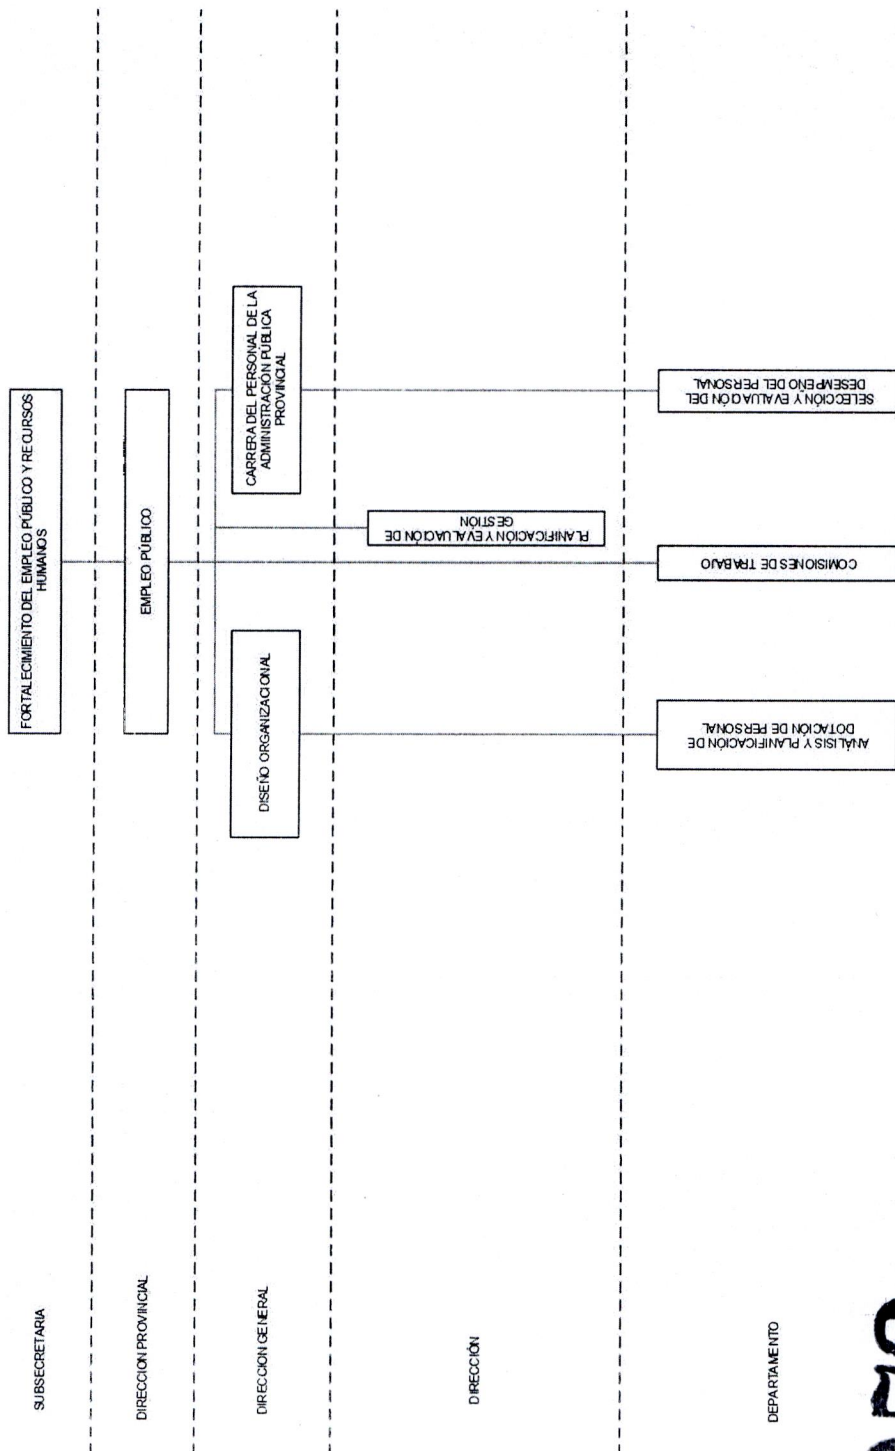 SUBSECRETARIA
FORTALECIMIENTO DEL EMPLEO PÚBLICO Y RECURSOS
HUMANOS
DIRECCION PROVINCIAL
EMPLEO PÚBLICO
DIRECCION GENERAL
DISEÑO ORGANIZACIONAL
CARRERA DEL PERSONAL DE LA
ADMINISTRACIÓN PÚBLICA
PROVINCIAL
DIRECCIÓN
PLANIFICACIÓN Y EVALUACIÓN DE
GESTIÓN
DEPARTAMENTO
ANÁLISIS Y PLANIFICACIÓN DE
DOTACIÓN DE PERSONAL
COMISIONES DE TRABAJO
SELECCIÓN Y EVALUACIÓN DEL
DESEMPEÑO DEL PERSONAL